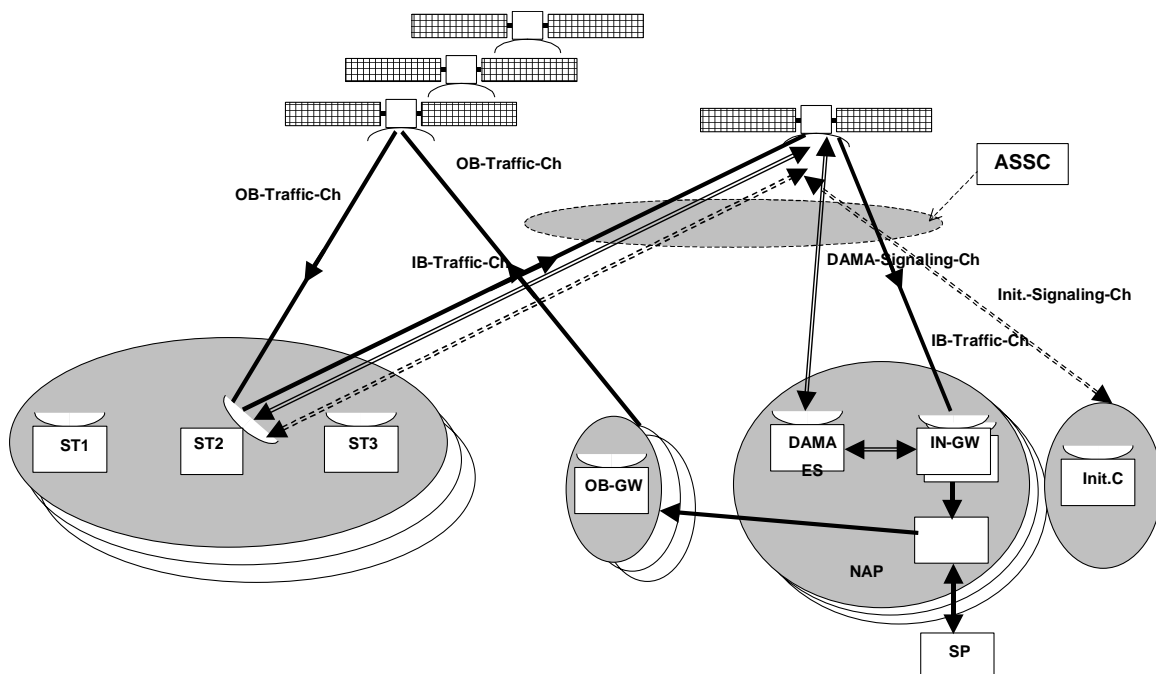 OB-Traffic-Ch
ASSC
OB-Traffic-Ch
IB-Traffic-Ch
DAMA-Signaling-Ch
Init.-Signaling-Ch
IB-Traffic-Ch
ST1
ST2
ST3
DAMA
ES
IN-GW
OB-GW
Init.C
NAP
SP